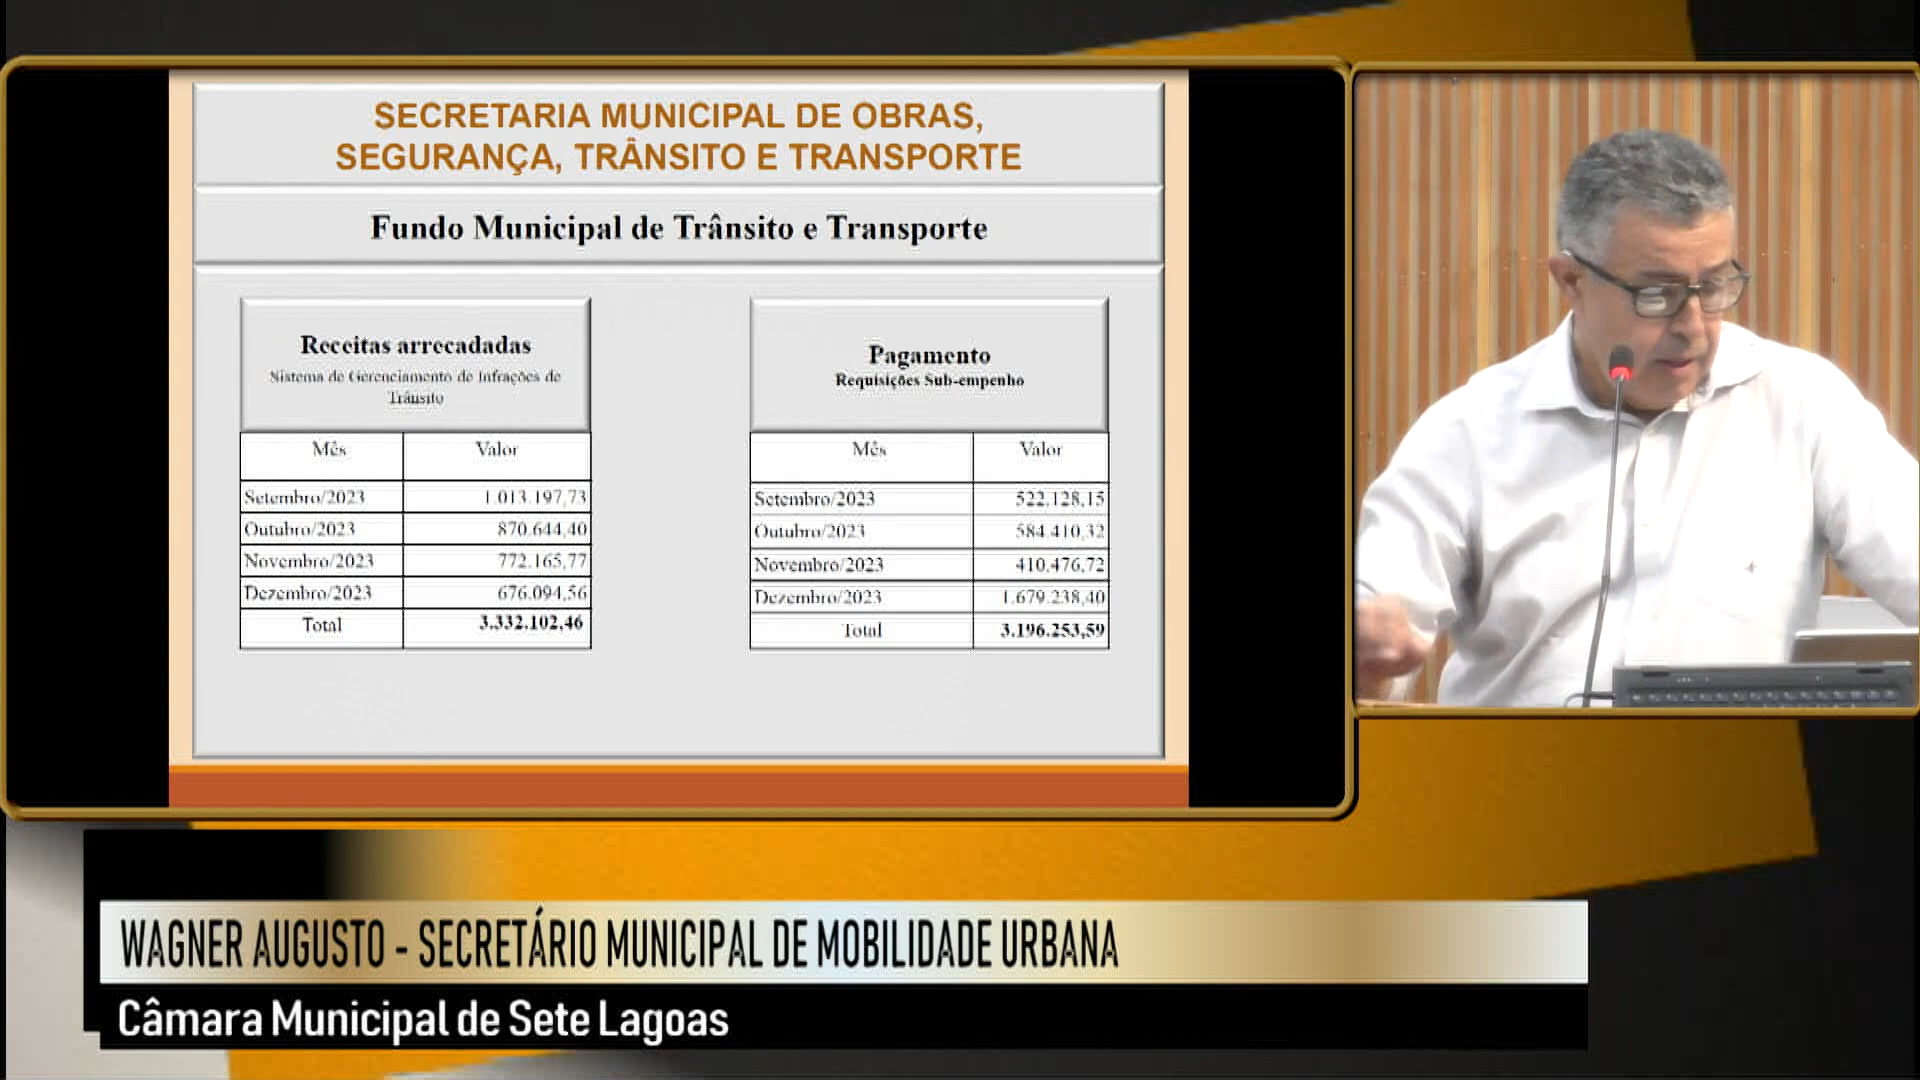 SECRETARIA MUNICIPAL DE OBRAS,
SEGURANÇA, TRÂNSITO E TRANSPORTE
Fundo Municipal de Trânsito e Transporte
Receitas arrecadadas
Sistema de Gerenciamento de Infrações de
Trânsito
Mês Valor
Setembro/2023 1.013.197,73
Outubro/2023 870.644,40
Novembro/2023 772.165,77
Dezembro/2023 676.094,56
Total 3.332.102,46
Pagamento
Requisições Sub-empenho
Mês Valor
Setembro/2023 522.128,15
Outubro/2023 584.410,32
Novembro/2023 410.476,72
Dezembro/2023 1.679.238,40
Total 3.196.253,59
WAGNER AUGUSTO - SECRETÁRIO MUNICIPAL DE MOBILIDADE URBANA
Câmara Municipal de Sete Lagoas